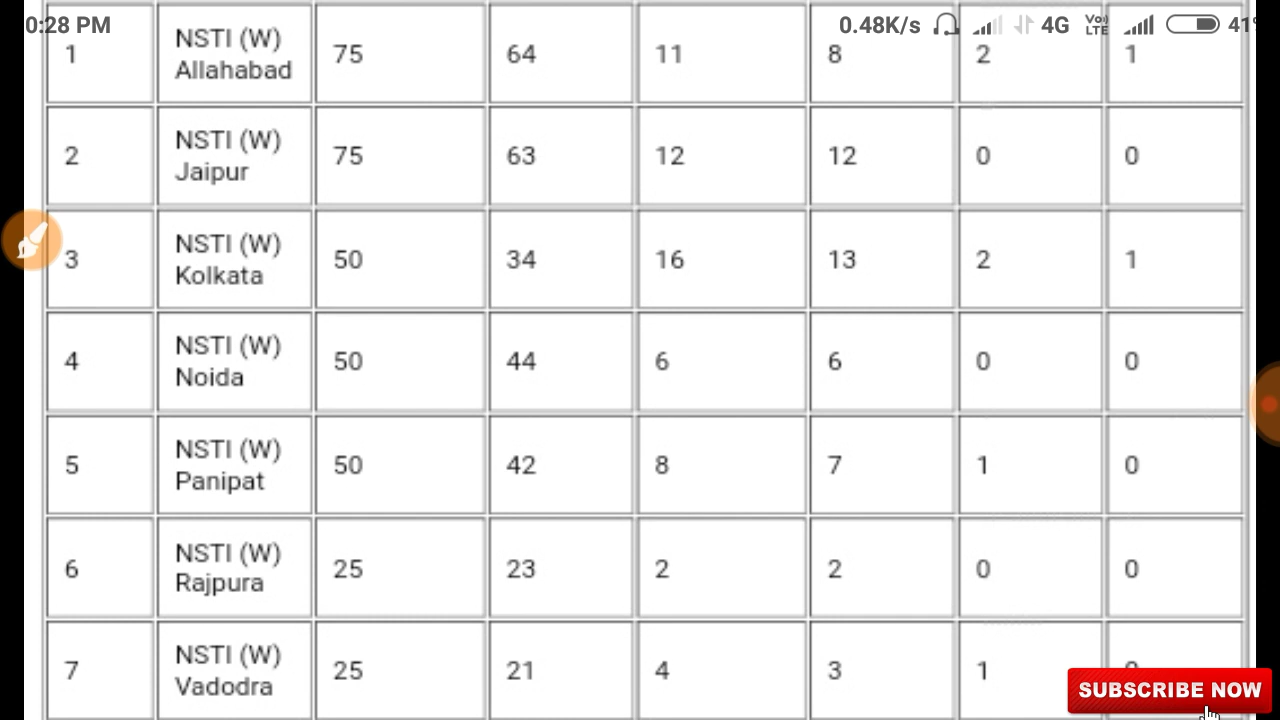 0:28 PM 0.48K/s 4G Vo) LTE 41
1 NSTI (W) Allahabad 75 64 11 8 2 1
2 NSTI (W) Jaipur 75 63 12 12 0 0
3 NSTI (W) Kolkata 50 34 16 13 2 1
4 NSTI (W) Noida 50 44 6 6 0 0
5 NSTI (W) Panipat 50 42 8 7 1 0
6 NSTI (W) Rajpura 25 23 2 2 0 0
7 NSTI (W) Vadodra 25 21 4 3 1
SUBSCRIBE NOW